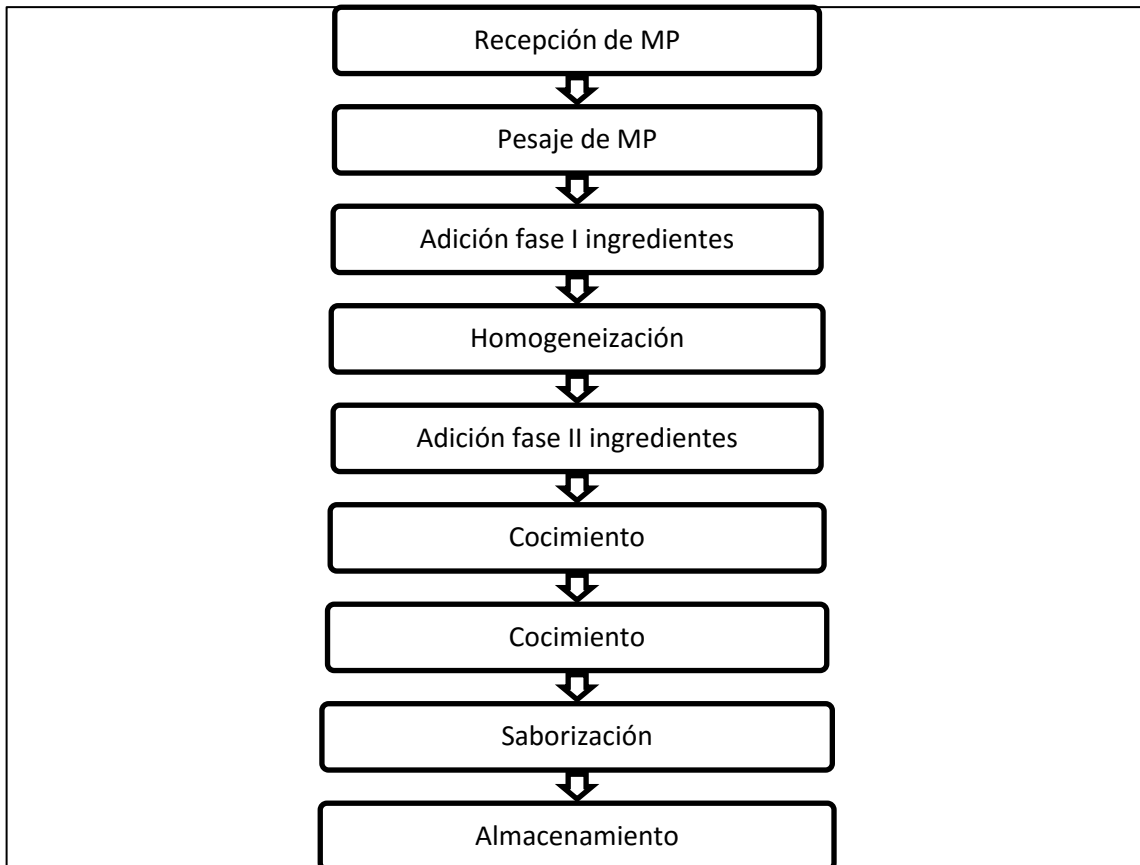 Recepción de MP
Pesaje de MP
Adición fase I ingredientes
Homogeneización
Adición fase II ingredientes
Cocimiento
Cocimiento
Saborización
Almacenamiento